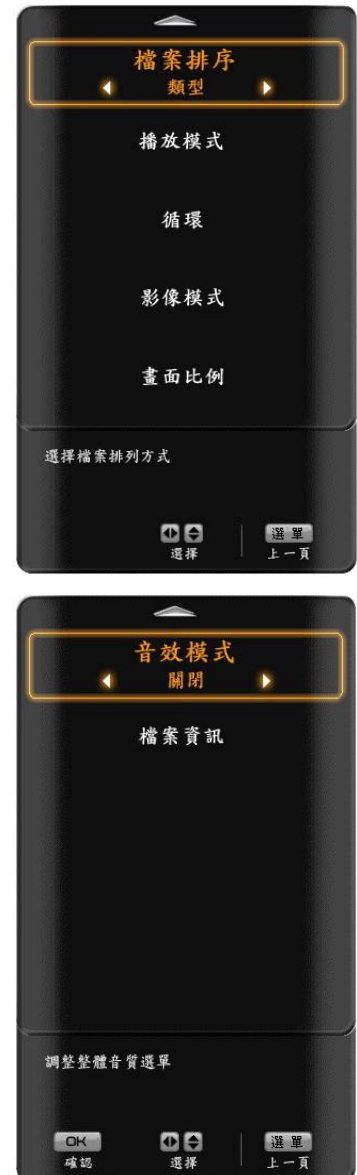 檔案排序
類型
播放模式
循環
影像模式
畫面比例
選擇檔案排列方式
選單
選擇
上一頁
音效模式
關閉
檔案資訊
調整整體音質選單
OK
選單
確認
選擇
上一頁